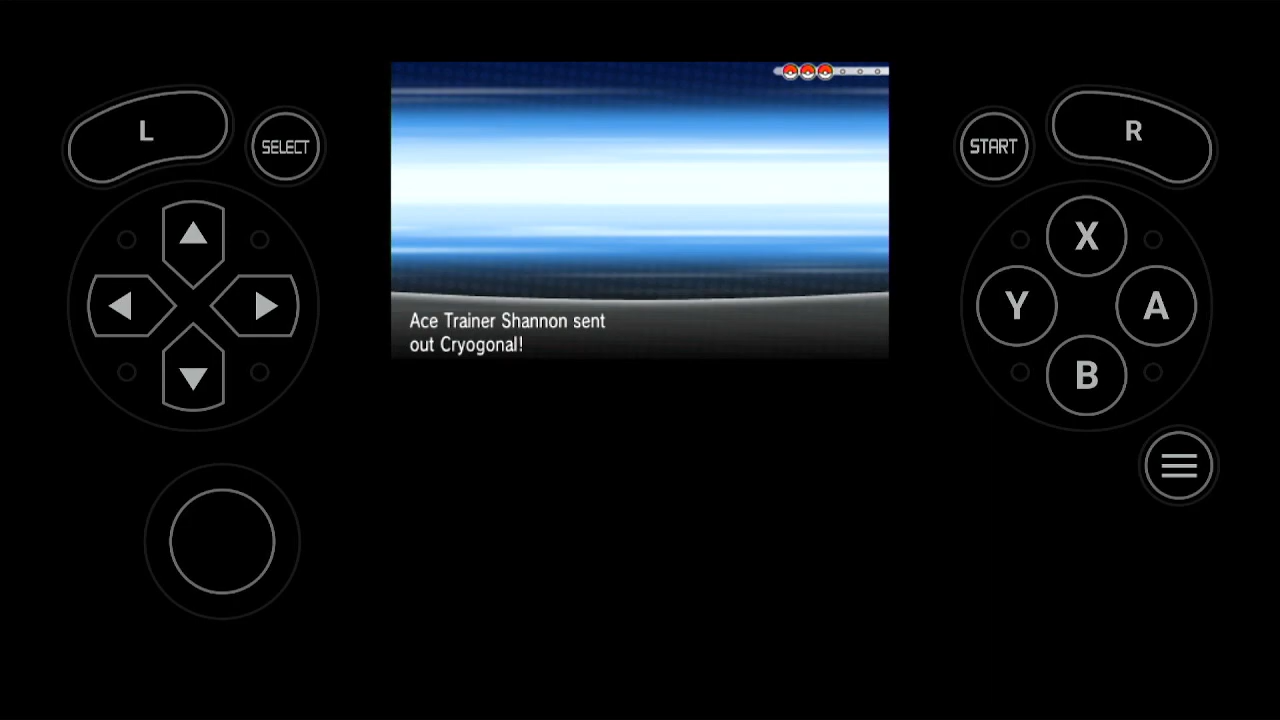 L
SELECT
START
R
X
Y
A
B
Ace Trainer Shannon sent
out Cryogonal!